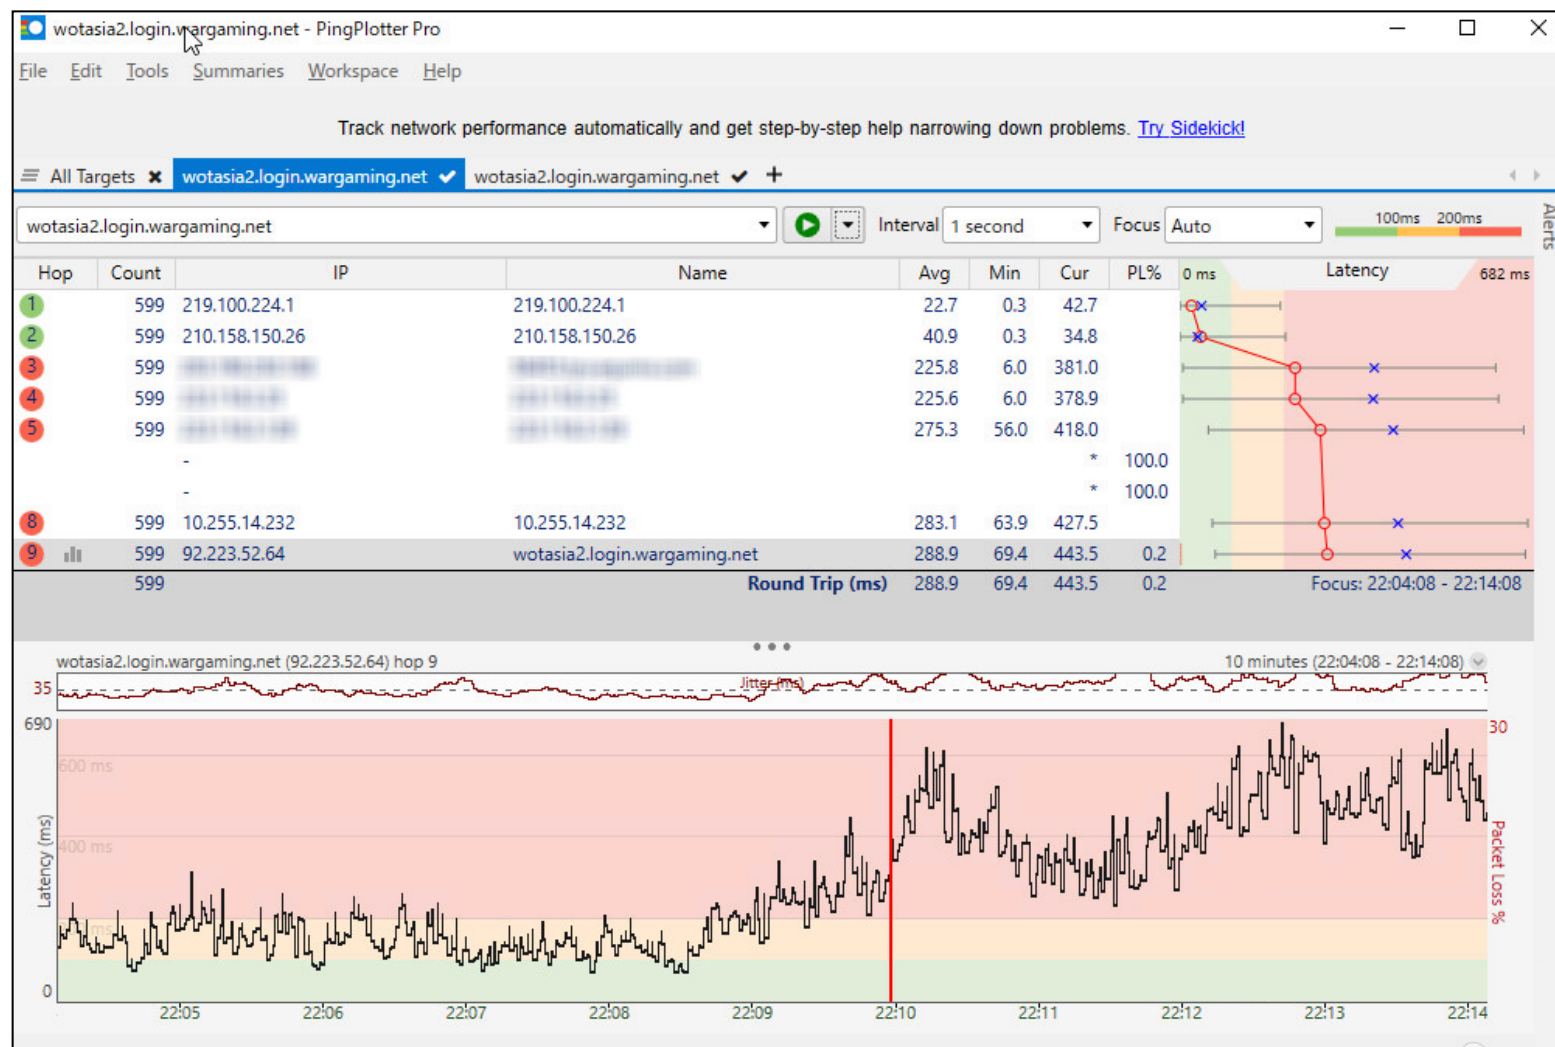 wotasia2.login.wargaming.net - PingPlotter Pro
File Edit Tools Summaries Workspace Help
Track network performance automatically and get step-by-step help narrowing down problems. Try Sidekick!
All Targets wotasia2.login.wargaming.net wotasia2.login.wargaming.net +
Alerts
wotasia2.login.wargaming.net Interval 1 second Focus Auto 100ms 200ms
Hop Count IP Name Avg Min Cur PL% 0 ms Latency 682 ms
1 599 219.100.224.1 219.100.224.1 22.7 0.3 42.7
2 599 210.158.150.26 210.158.150.26 40.9 0.3 34.8
3 599 225.8 6.0 381.0
4 599 225.6 6.0 378.9
5 599 275.3 56.0 418.0
- * 100.0
- * 100.0
8 599 10.255.14.232 10.255.14.232 283.1 63.9 427.5
9 599 92.223.52.64 wotasia2.login.wargaming.net 288.9 69.4 443.5 0.2
599 Round Trip (ms) 288.9 69.4 443.5 0.2 Focus: 22:04:08 - 22:14:08
wotasia2.login.wargaming.net (92.223.52.64) hop 9 10 minutes (22:04:08 - 22:14:08)
35 Jitter (ms)
690 30
600 ms
400 ms
ms
0
Latency (ms)
Packet Loss %
22:05 22:06 22:07 22:08 22:09 22:10 22:11 22:12 22:13 22:14